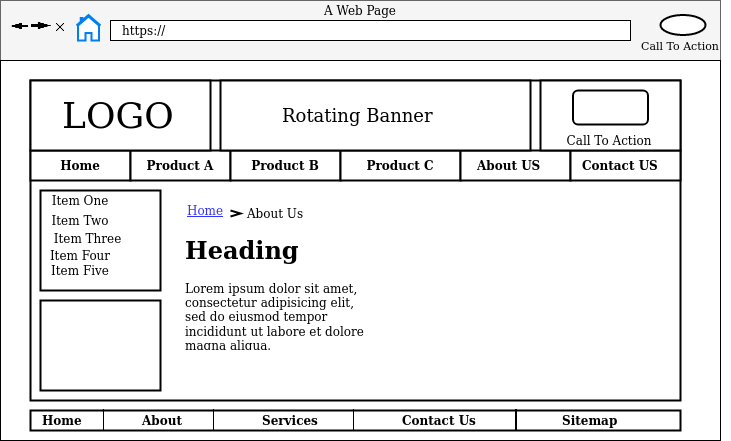 A Web Page
https://
Call To Action
LOGO
Rotating Banner
Call To Action
Home Product A Product B Product C About US Contact US
Item One
Item Two
Item Three
Item Four
Item Five
Home > About Us
Heading
Lorem ipsum dolor sit amet,
consectetur adipisicing elit,
sed do eiusmod tempor
incididunt ut labore et dolore
magna aliqua.
Home About Services Contact Us Sitemap